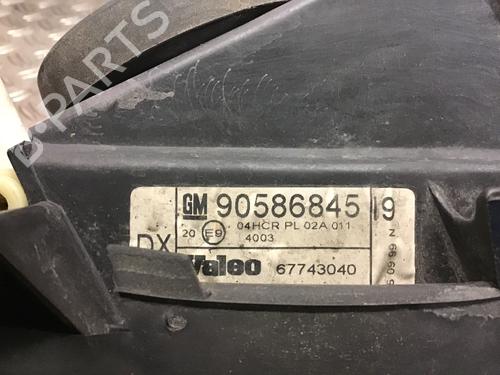 B-PARTS
GM 90586845 9
20 E9 04HCR PL 02A 011
4003
DX
Valeo 67743040